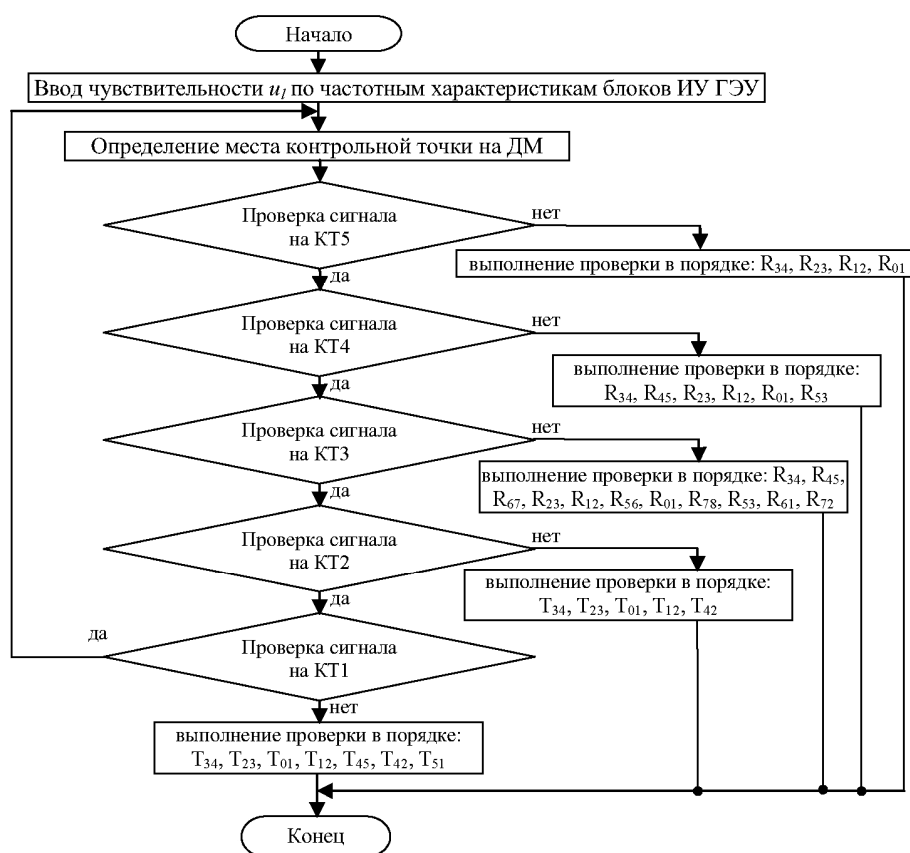 Начало
Ввод чувствительности u₁ по частотным характеристикам блоков ИУ ГЭУ
Определение места контрольной точки на ДМ
Проверка сигнала
на КТ5
нет
выполнение проверки в порядке: R₃₄, R₂₃, R₁₂, R₀₁
да
Проверка сигнала
на КТ4
нет
выполнение проверки в порядке:
R₃₄, R₄₅, R₂₃, R₁₂, R₀₁, R₅₃
да
Проверка сигнала
на КТ3
нет
выполнение проверки в порядке: R₃₄, R₄₅,
R₆₇, R₂₃, R₁₂, R₅₆, R₀₁, R₇₈, R₅₃, R₆₁, R₇₂
да
Проверка сигнала
на КТ2
нет
выполнение проверки в порядке:
T₃₄, T₂₃, T₀₁, T₁₂, T₄₂
да
да
Проверка сигнала
на КТ1
нет
выполнение проверки в порядке:
T₃₄, T₂₃, T₀₁, T₁₂, T₄₅, T₄₂, T₅₁
Конец